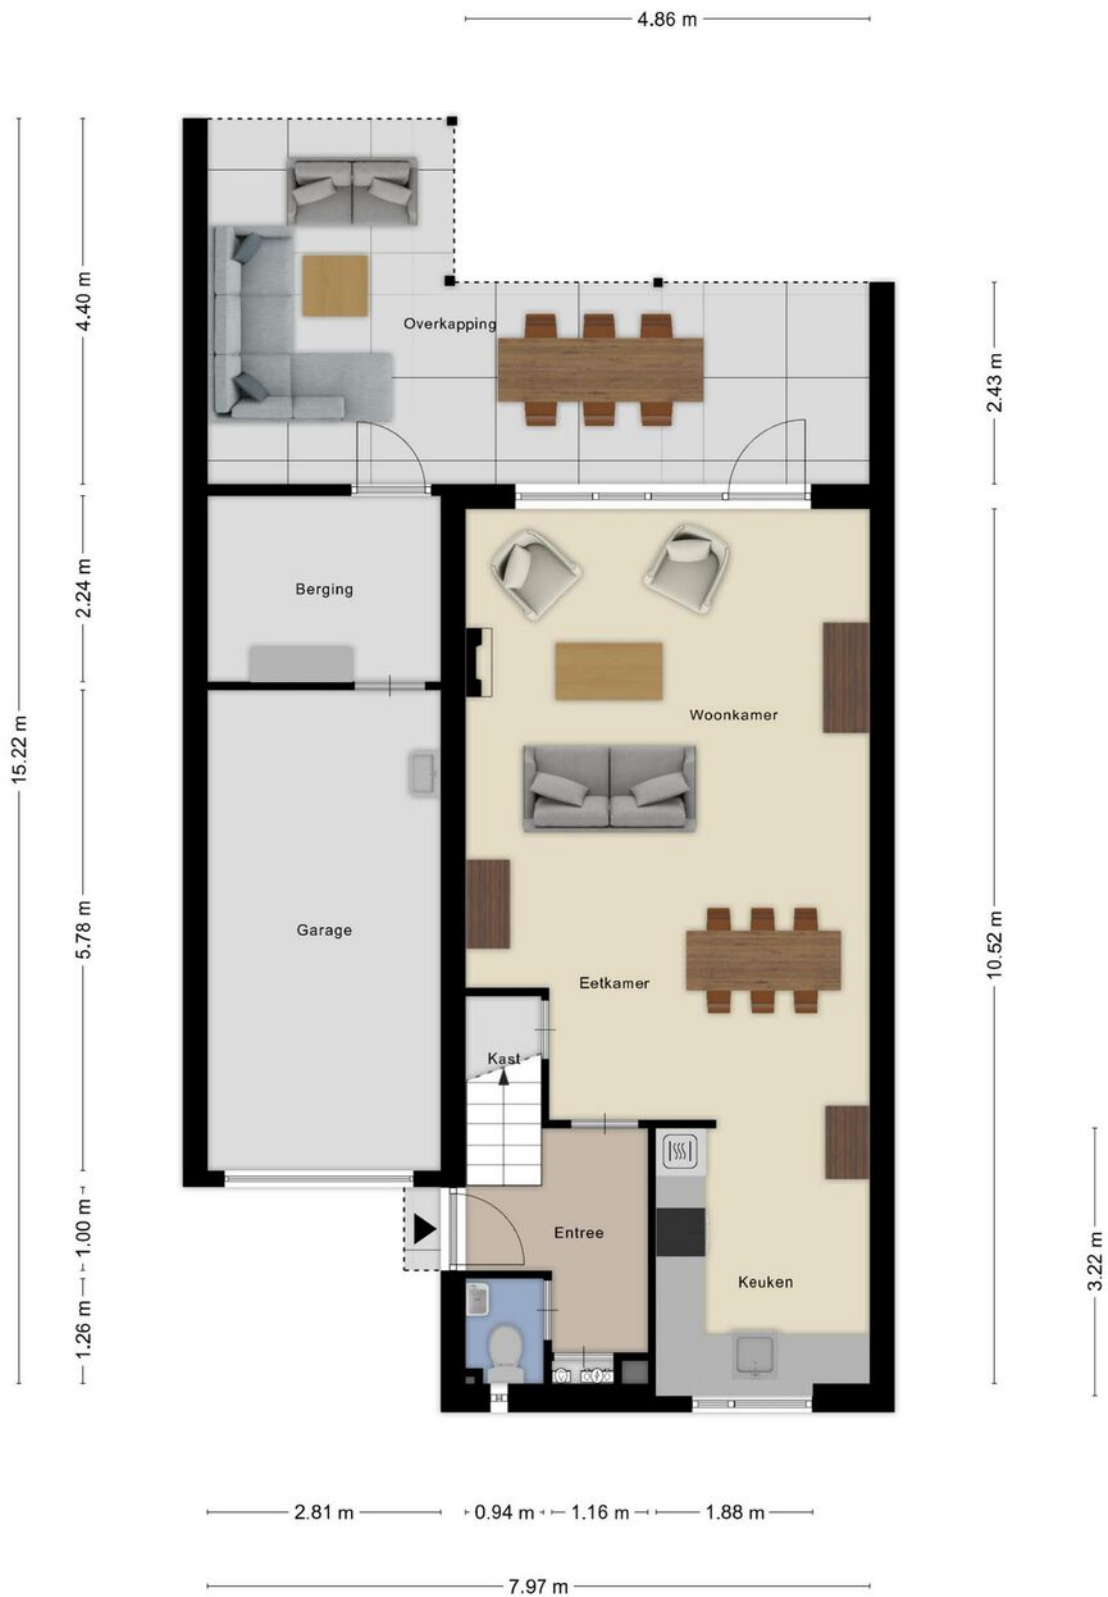 4.86 m
4.40 m
Overkapping
2.43 m
2.24 m
Berging
15.22 m
Woonkamer
5.78 m
Garage
10.52 m
Eetkamer
Kast
1.00 m
Entree
3.22 m
Keuken
1.26 m
2.81 m
0.94 m
1.16 m
1.88 m
7.97 m